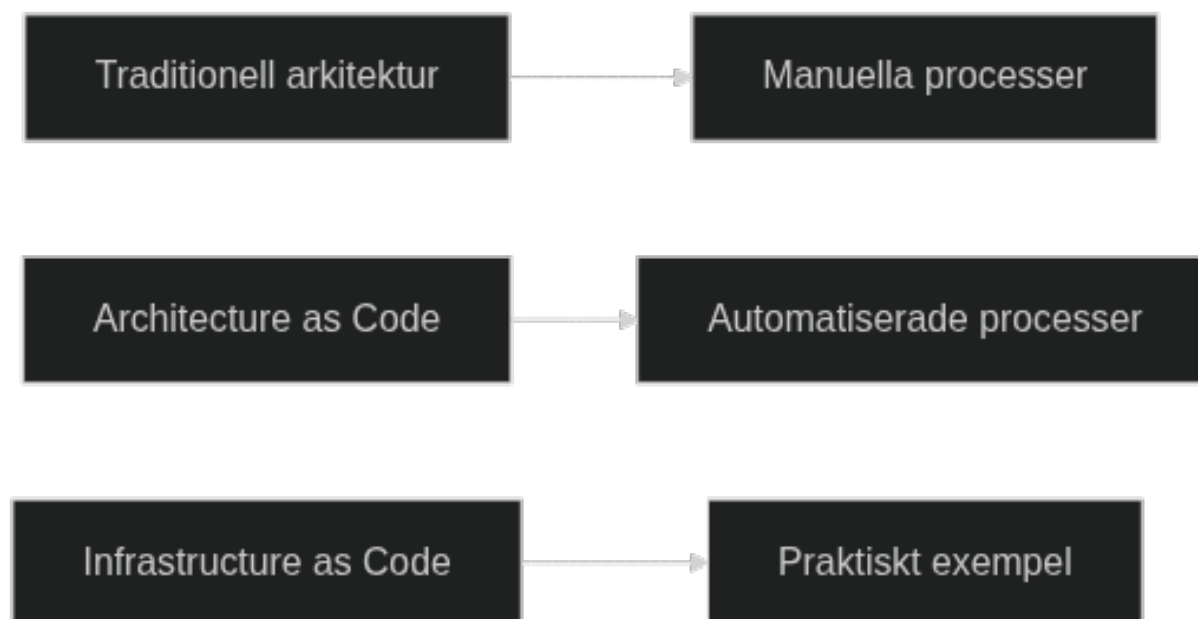 Traditionell arkitektur
Manuella processer
Architecture as Code
Automatiserade processer
Infrastructure as Code
Praktiskt exempel